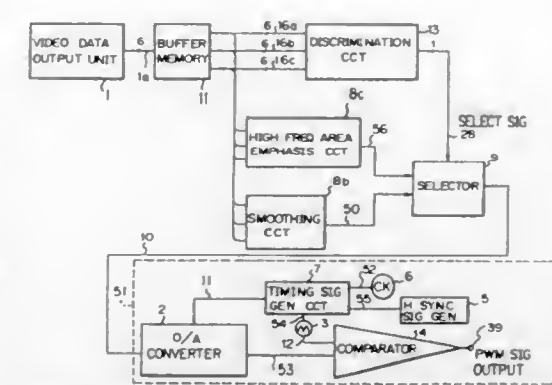 VIDEO DATA
OUTPUT UNIT
1
6
1a
BUFFER
MEMORY
11
6 16a
6 16b
6 16c
DISCRIMINATION
CCT
13
1
SELECT SIG
28
8c
HIGH FREQ AREA
EMPHASIS CCT
56
9
SELECTOR
8b
SMOOTHING
CCT
50
10
51
7
TIMING SIG
GEN CCT
52
6
CK
55
5
H SYNC
SIG GEN
11
2
D/A
CONVERTER
54
3
12
14
COMPARATOR
39
PWM SIG
OUTPUT
53